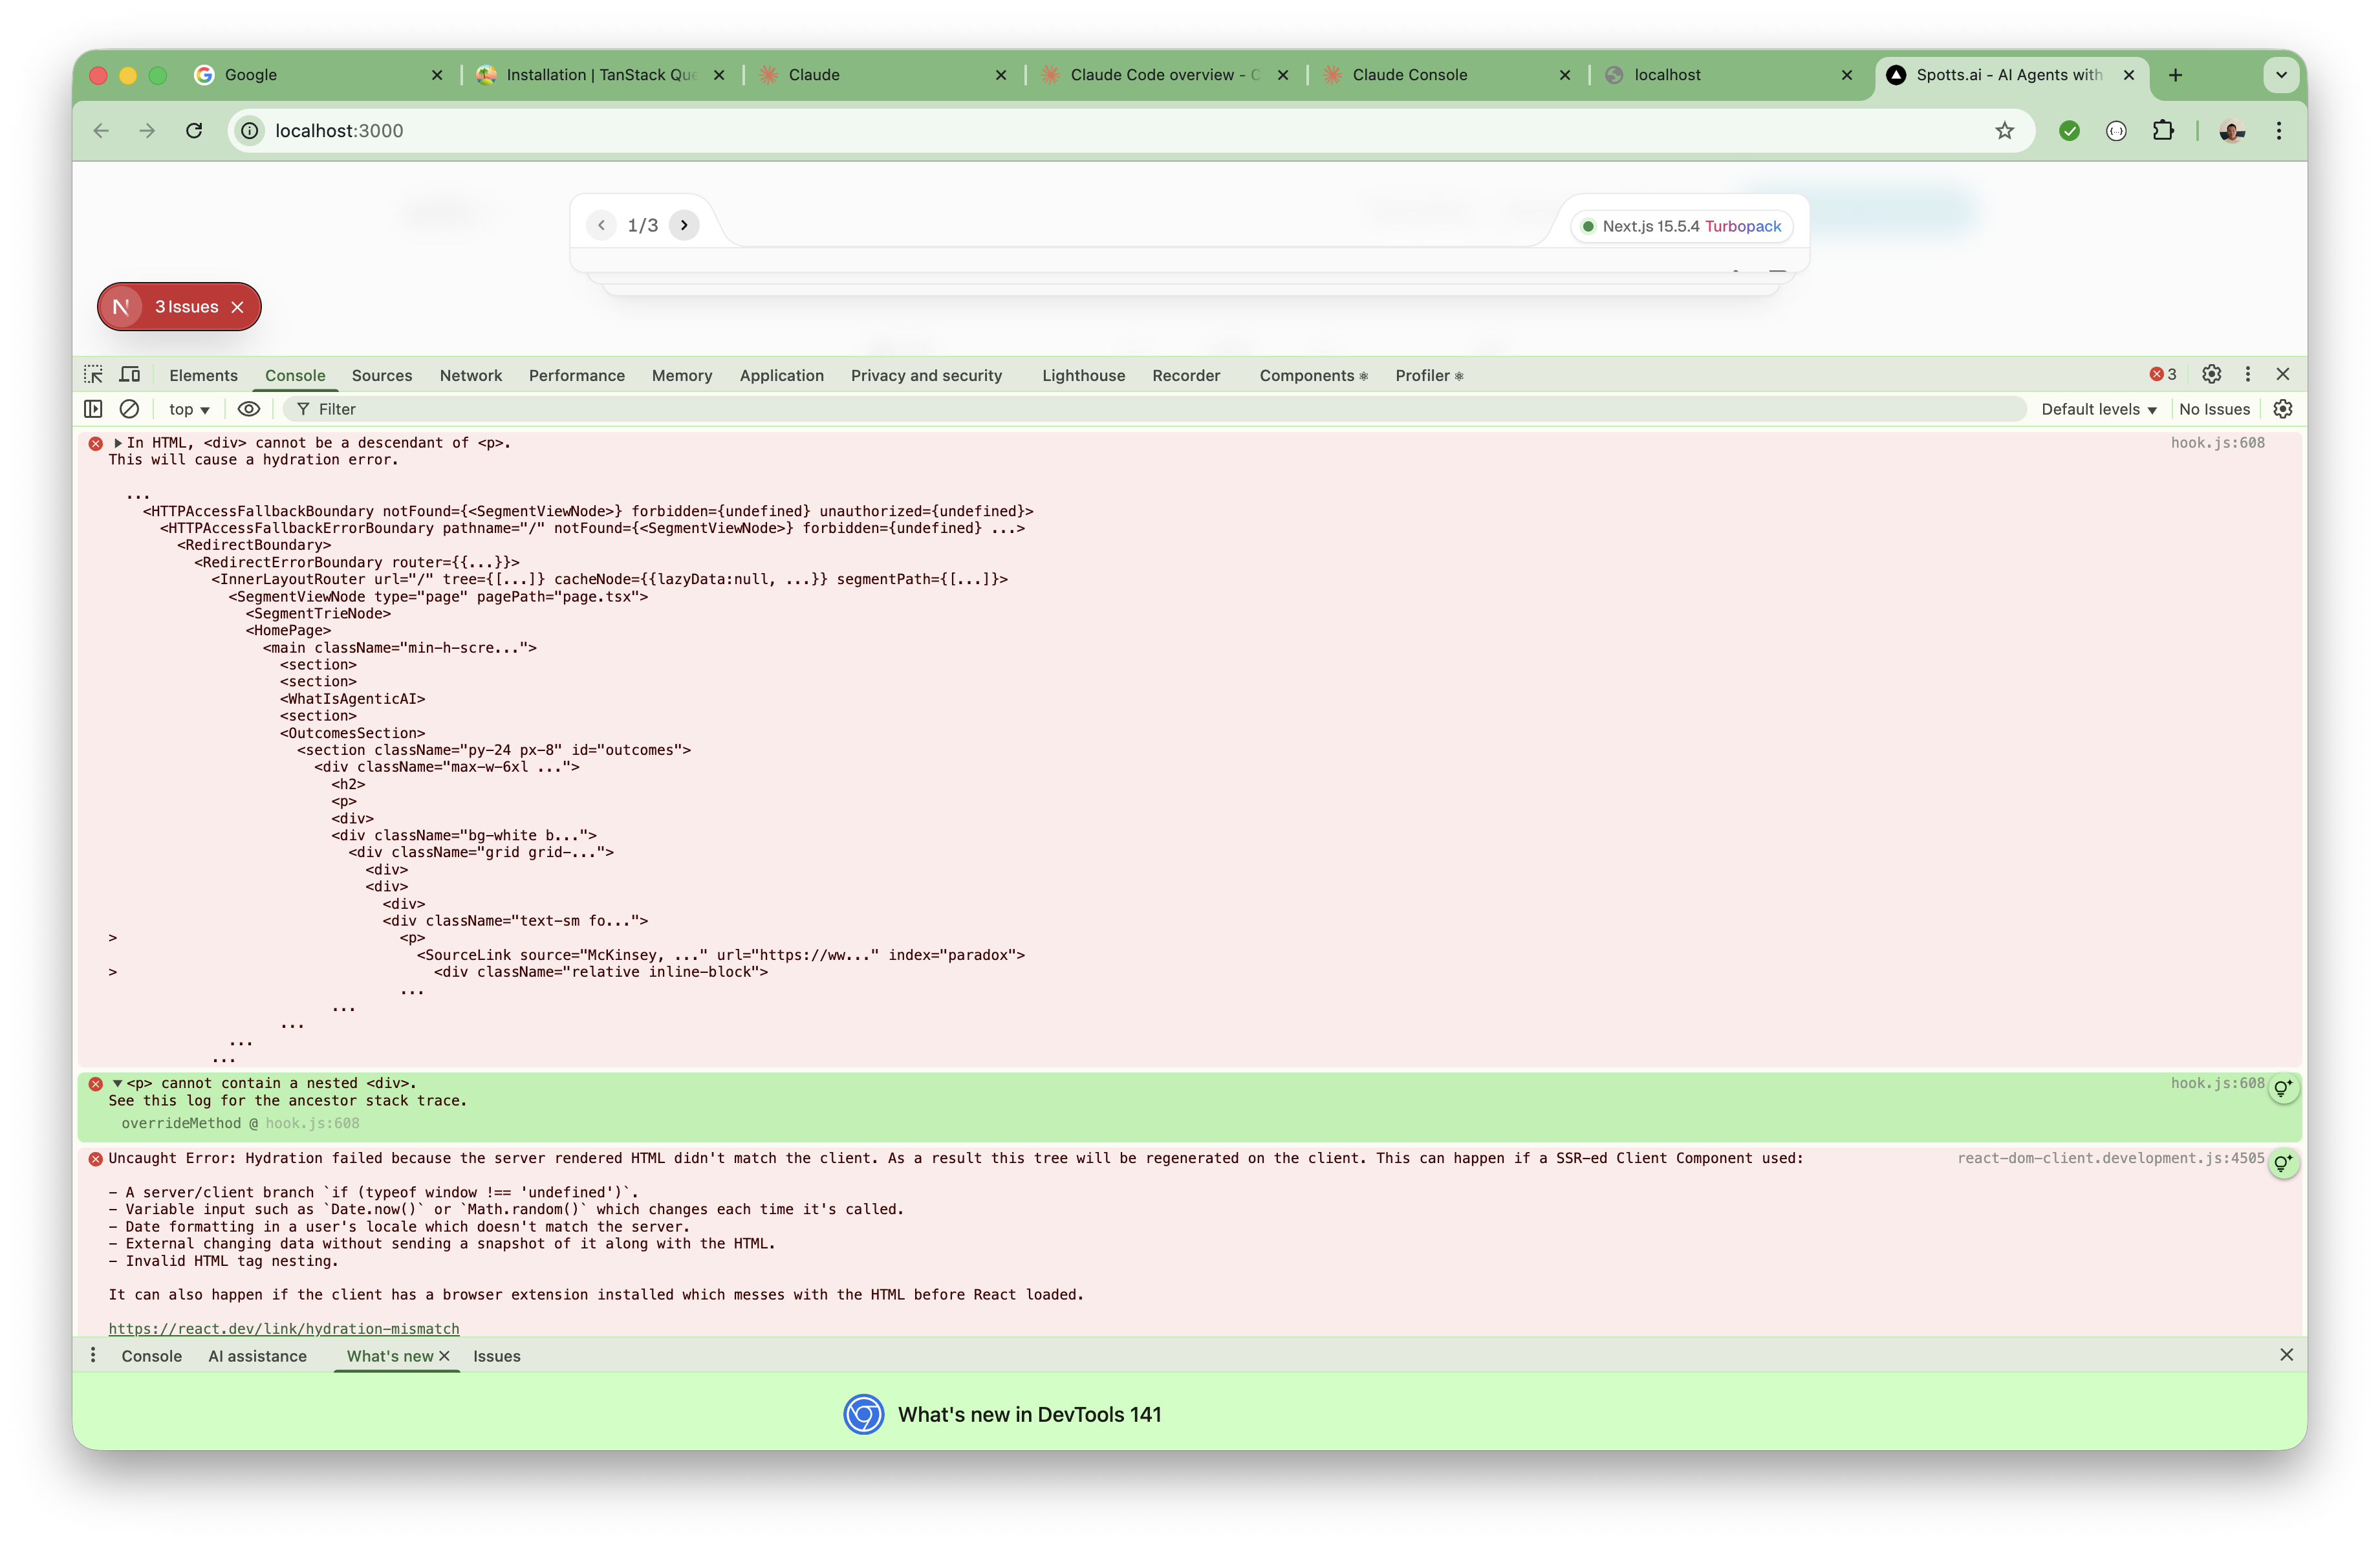 Google
Installation | TanStack Que
Claude
Claude Code overview - C
Claude Console
localhost
Spotts.ai - AI Agents with
localhost:3000
1/3
Next.js 15.5.4 Turbopack
N 3 Issues
Elements Console Sources Network Performance Memory Application Privacy and security Lighthouse Recorder Components Profiler 3
top Filter Default levels No Issues
In HTML, <div> cannot be a descendant of <p>. hook.js:608
This will cause a hydration error.
...
<HTTPAccessFallbackBoundary notFound={<SegmentViewNode>} forbidden={undefined} unauthorized={undefined}>
<HTTPAccessFallbackErrorBoundary pathname="/" notFound={<SegmentViewNode>} forbidden={undefined} ...>
<RedirectBoundary>
<RedirectErrorBoundary router={{...}}>
<InnerLayoutRouter url="/" tree={[...]} cacheNode={{lazyData:null, ...}} segmentPath={[...]}>
<SegmentViewNode type="page" pagePath="page.tsx">
<SegmentTrieNode>
<HomePage>
<main className="min-h-scre...">
<section>
<section>
<WhatIsAgenticAI>
<section>
<OutcomesSection>
<section className="py-24 px-8" id="outcomes">
<div className="max-w-6xl ...">
<h2>
<p>
<div>
<div className="bg-white b...">
<div className="grid grid-...">
<div>
<div>
<div>
<div className="text-sm fo...">
> <p>
<SourceLink source="McKinsey, ..." url="https://ww..." index="paradox">
> <div className="relative inline-block">
...
...
...
...
...
<p> cannot contain a nested <div>. hook.js:608
See this log for the ancestor stack trace.
overrideMethod @ hook.js:608
Uncaught Error: Hydration failed because the server rendered HTML didn't match the client. As a result this tree will be regenerated on the client. This can happen if a SSR-ed Client Component used: react-dom-client.development.js:4505
- A server/client branch `if (typeof window !== 'undefined')`.
- Variable input such as `Date.now()` or `Math.random()` which changes each time it's called.
- Date formatting in a user's locale which doesn't match the server.
- External changing data without sending a snapshot of it along with the HTML.
- Invalid HTML tag nesting.
It can also happen if the client has a browser extension installed which messes with the HTML before React loaded.
https://react.dev/link/hydration-mismatch
Console AI assistance What's new Issues
What's new in DevTools 141